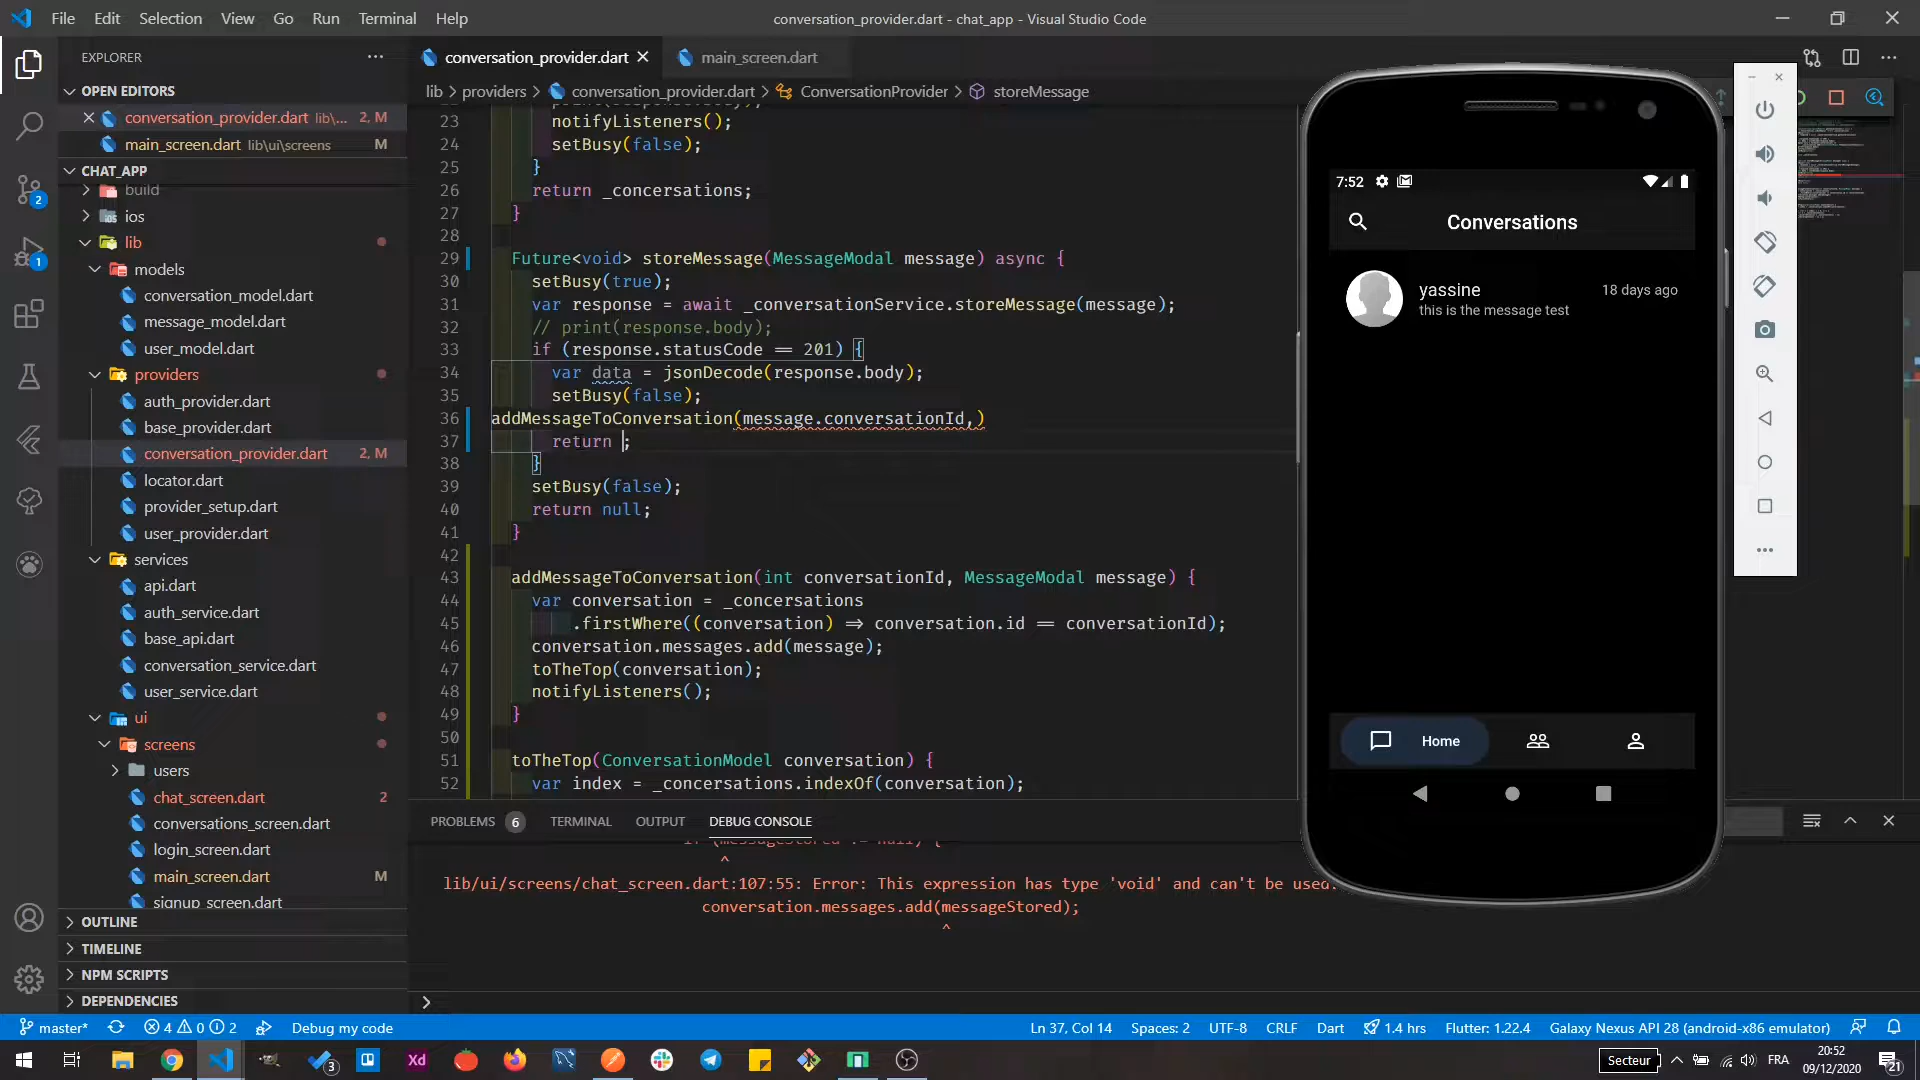 File Edit Selection View Go Run Terminal Help
conversation_provider.dart - chat_app - Visual Studio Code
EXPLORER
OPEN EDITORS
conversation_provider.dart lib\... 2, M
main_screen.dart lib\ui\screens M
CHAT_APP
build
ios
lib
models
conversation_model.dart
message_model.dart
user_model.dart
providers
auth_provider.dart
base_provider.dart
conversation_provider.dart 2, M
locator.dart
provider_setup.dart
user_provider.dart
services
api.dart
auth_service.dart
base_api.dart
conversation_service.dart
user_service.dart
ui
screens
users
chat_screen.dart 2
conversations_screen.dart
login_screen.dart
main_screen.dart M
signup_screen.dart
OUTLINE
TIMELINE
NPM SCRIPTS
DEPENDENCIES
conversation_provider.dart main_screen.dart
lib > providers > conversation_provider.dart > ConversationProvider > storeMessage
23 notifyListeners();
24 setBusy(false);
25 }
26 return _concersations;
27 }
28
29 Future<void> storeMessage(MessageModal message) async {
30 setBusy(true);
31 var response = await _conversationService.storeMessage(message);
32 // print(response.body);
33 if (response.statusCode == 201) {
34 var data = jsonDecode(response.body);
35 setBusy(false);
36 addMessageToConversation(message.conversationId,)
37 return ;
38 }
39 setBusy(false);
40 return null;
41 }
42
43 addMessageToConversation(int conversationId, MessageModal message) {
44 var conversation = _concersations
45 .firstWhere((conversation) => conversation.id == conversationId);
46 conversation.messages.add(message);
47 toTheTop(conversation);
48 notifyListeners();
49 }
50
51 toTheTop(ConversationModel conversation) {
52 var index = _concersations.indexOf(conversation);
PROBLEMS 6 TERMINAL OUTPUT DEBUG CONSOLE
if (messageStored != null) {
^
lib/ui/screens/chat_screen.dart:107:55: Error: This expression has type 'void' and can't be used.
conversation.messages.add(messageStored);
^
7:52
Conversations
yassine 18 days ago
this is the message test
Home
master* 4 0 2 Debug my code
Ln 37, Col 14 Spaces: 2 UTF-8 CRLF Dart 1.4 hrs Flutter: 1.22.4 Galaxy Nexus API 28 (android-x86 emulator)
2
1
3
Xd
Secteur
FRA
20:52
09/12/2020
21